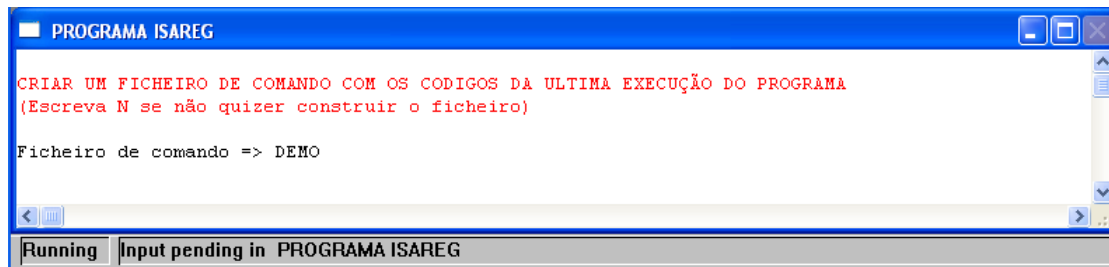 PROGRAMA ISAREG
CRIAR UM FICHEIRO DE COMANDO COM OS CODIGOS DA ULTIMA EXECUÇÃO DO PROGRAMA
(Escreva N se não quizer construir o ficheiro)
Ficheiro de comando => DEMO
Running Input pending in PROGRAMA ISAREG